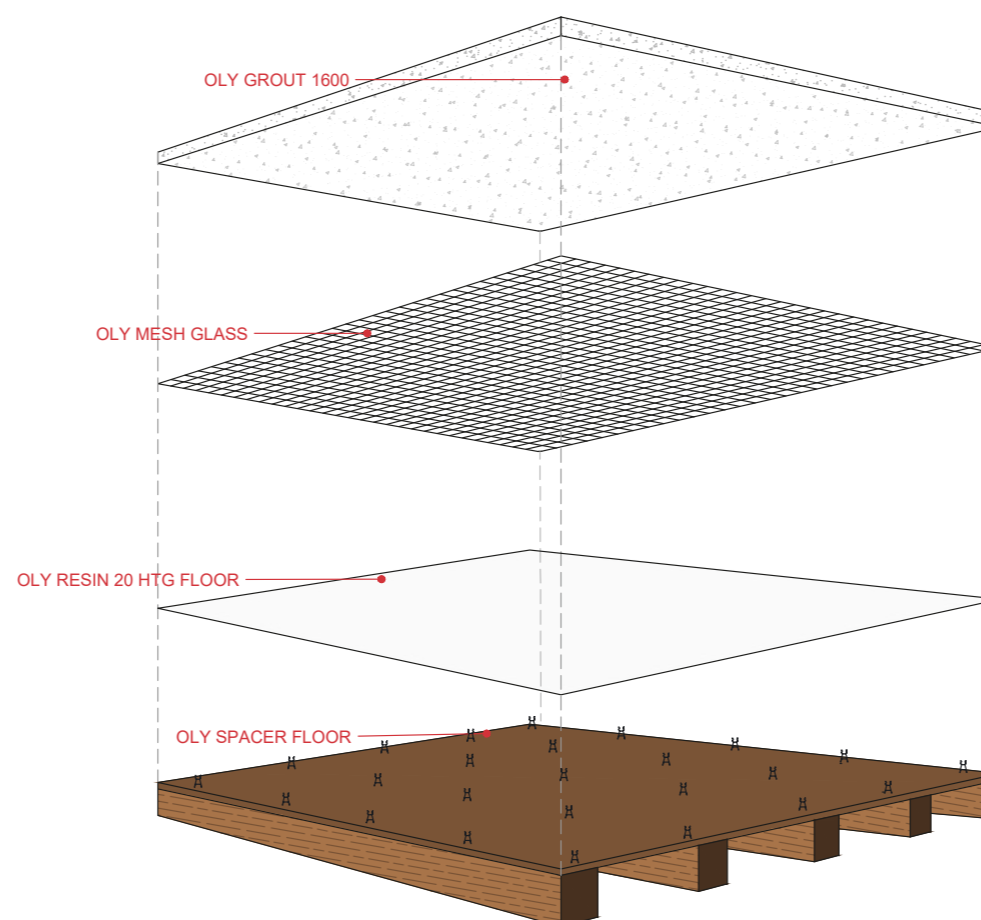 OLY GROUT 1600
OLY MESH GLASS
OLY RESIN 20 HTG FLOOR
OLY SPACER FLOOR